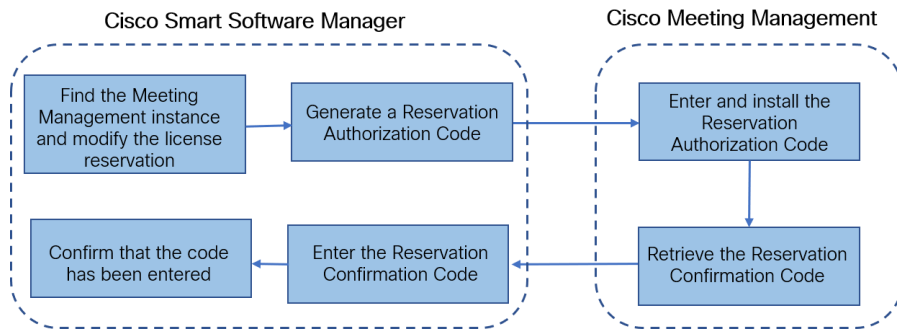 Cisco Smart Software Manager
Cisco Meeting Management
Find the Meeting
Management instance
and modify the license
reservation
Generate a Reservation
Authorization Code
Enter and install the
Reservation
Authorization Code
Retrieve the Reservation
Confirmation Code
Enter the Reservation
Confirmation Code
Confirm that the code
has been entered